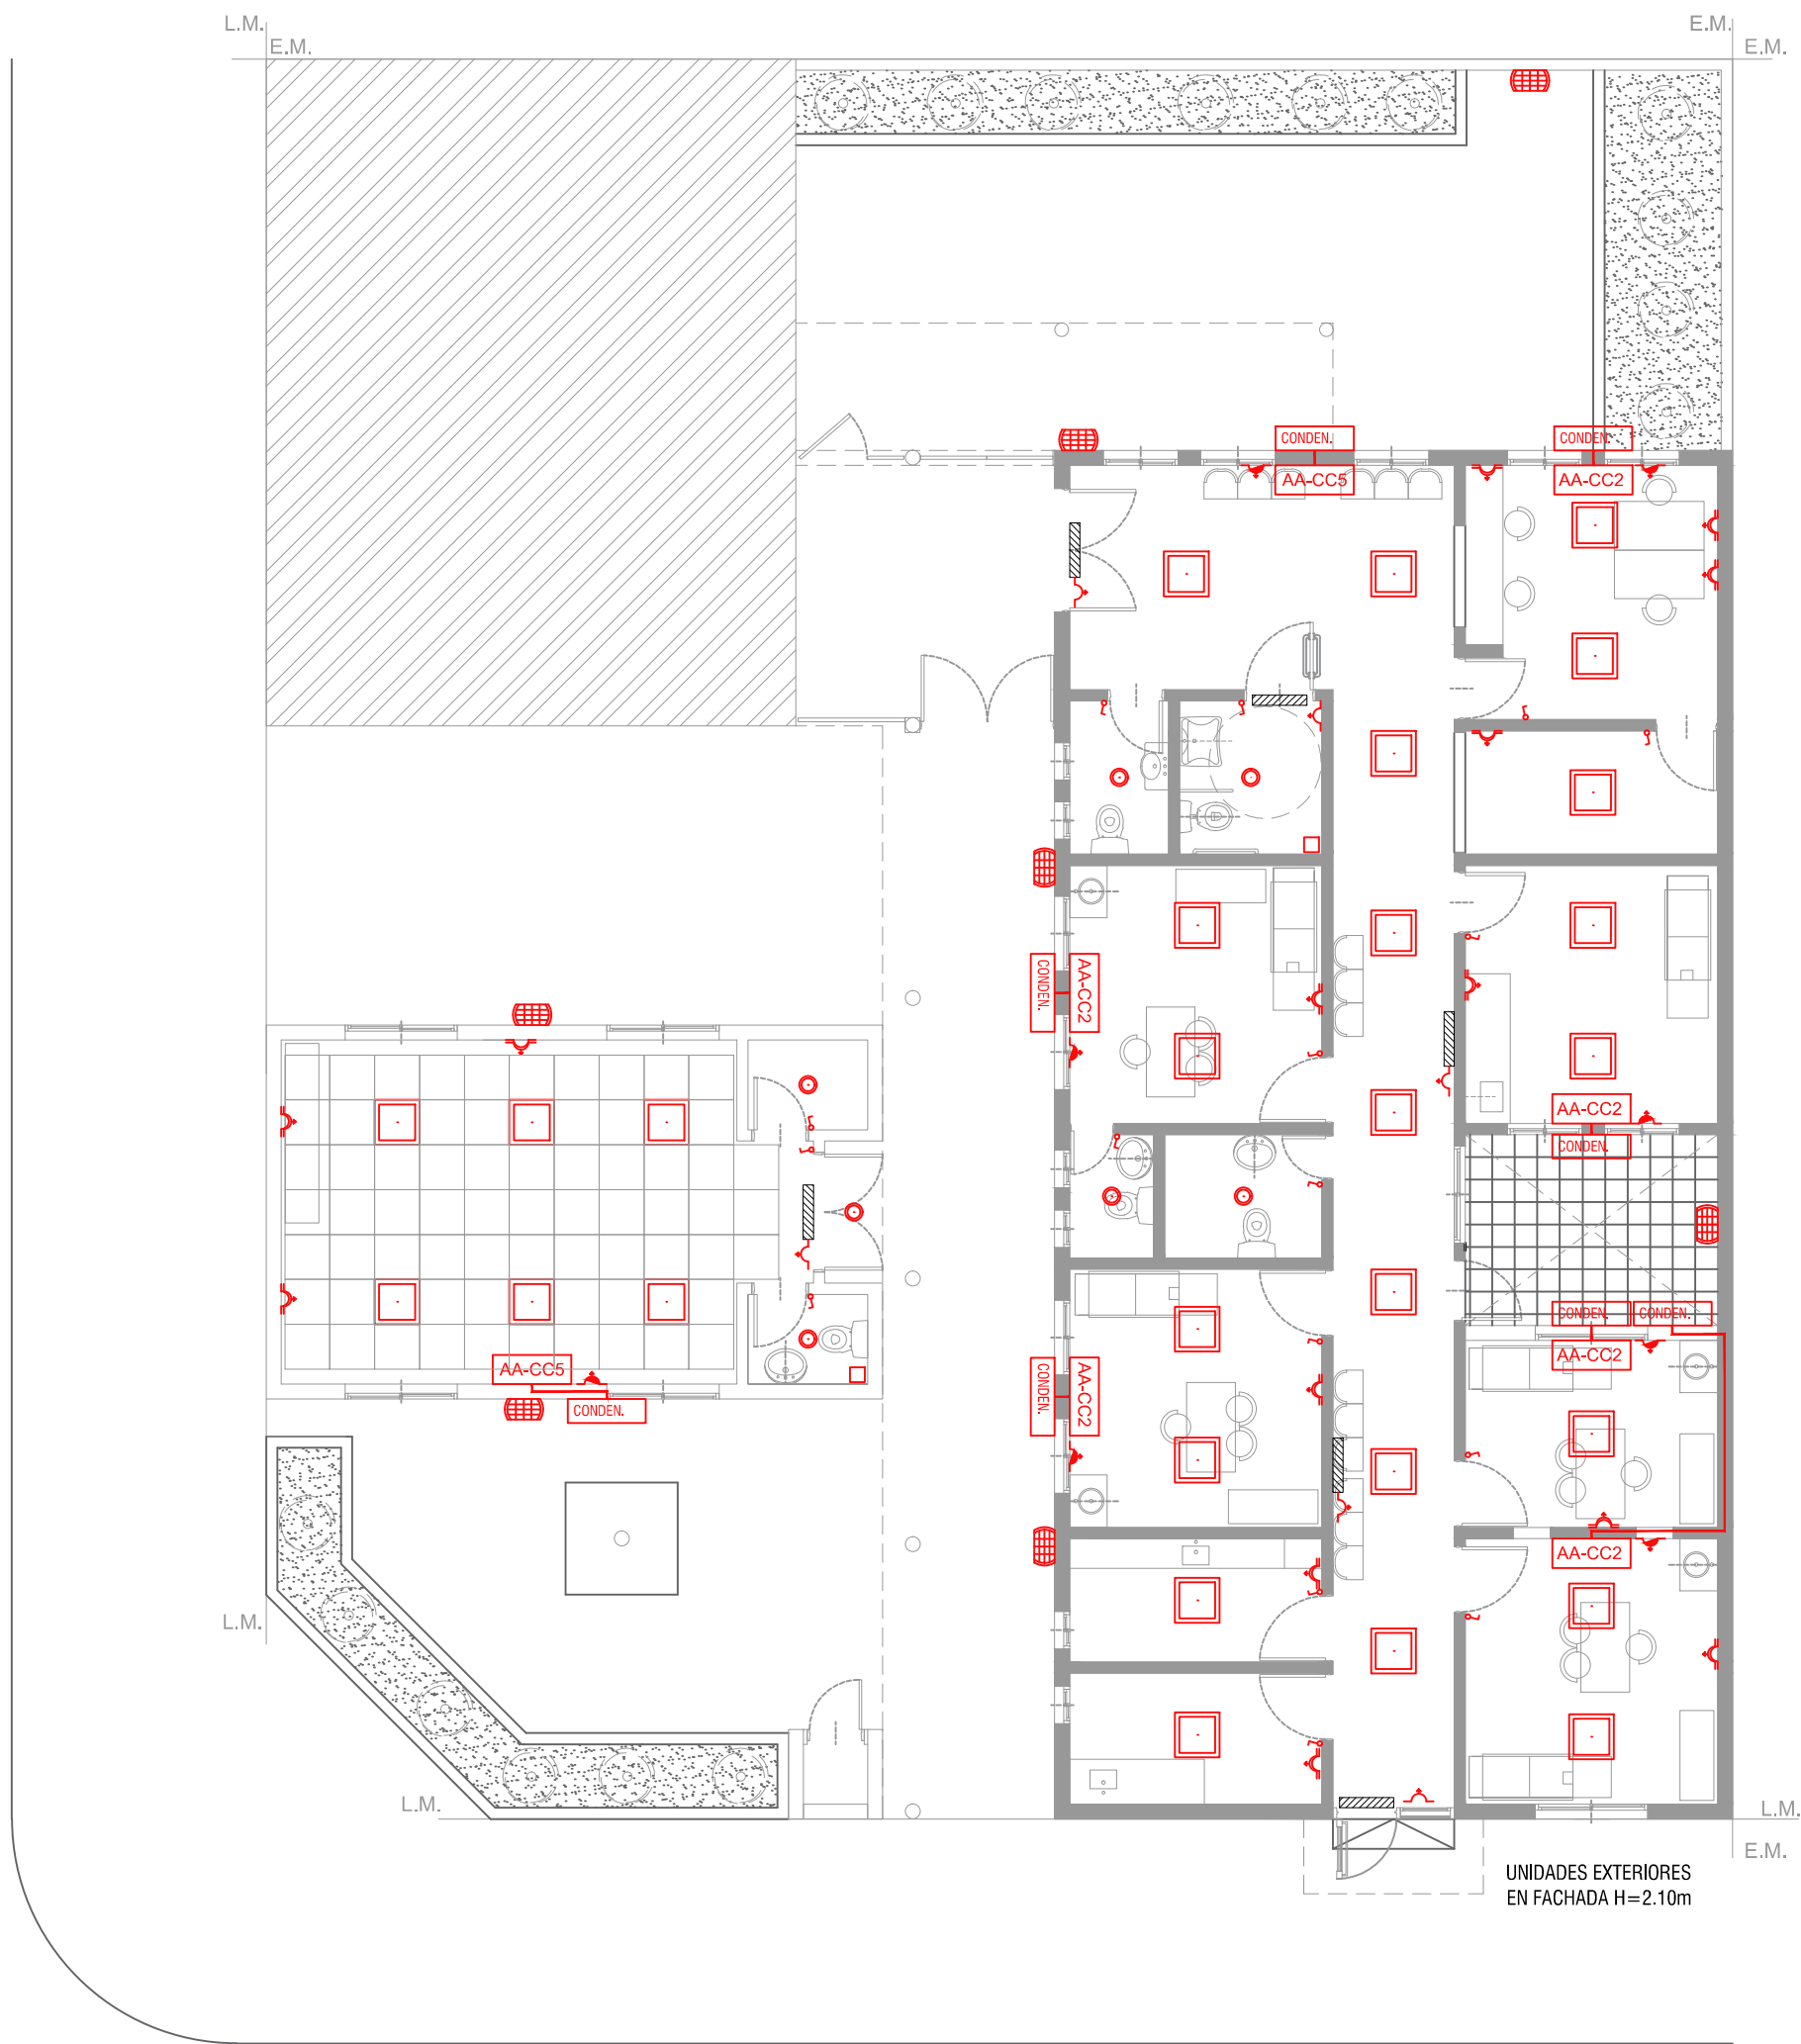 L.M.
E.M.
E.M.
E.M.
CONDEN.
CONDEN.
AA-CC5
AA-CC2
CONDEN.
AA-CC2
AA-CC2
CONDEN.
CONDEN.
CONDEN.
AA-CC2
AA-CC5
CONDEN.
CONDEN.
AA-CC2
AA-CC2
L.M.
L.M.
L.M.
E.M.
UNIDADES EXTERIORES
EN FACHADA H=2.10m